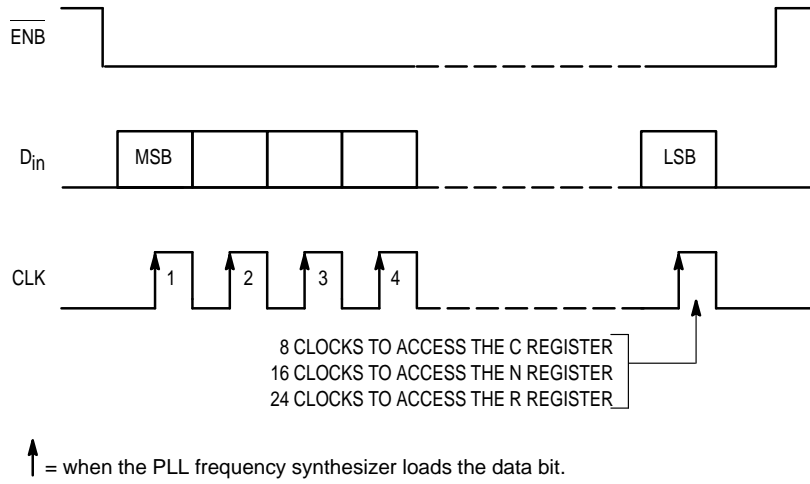 ENB
Din
MSB
LSB
CLK
1
2
3
4
8 CLOCKS TO ACCESS THE C REGISTER
16 CLOCKS TO ACCESS THE N REGISTER
24 CLOCKS TO ACCESS THE R REGISTER
= when the PLL frequency synthesizer loads the data bit.